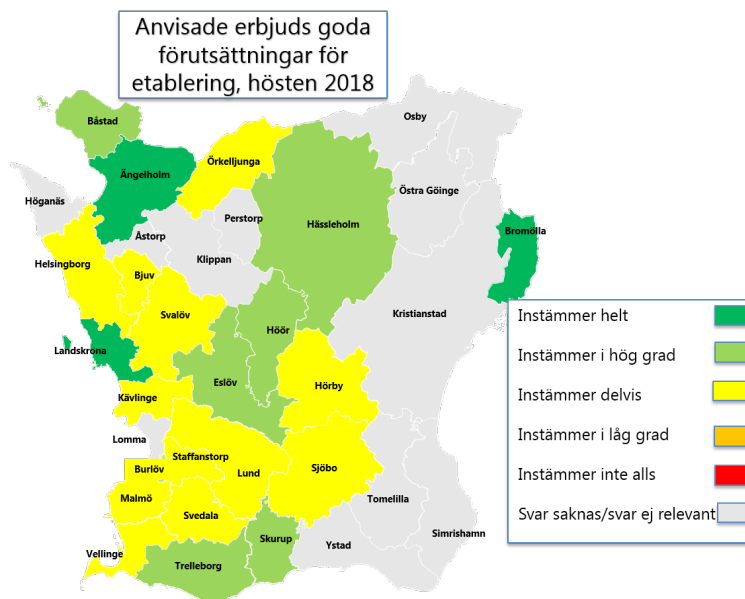 Anvisade erbjuds goda
förutsättningar för
etablering, hösten 2018
Osby
Båstad
Örkelljunga
Ängelholm
Östra Göinge
Höganäs
Perstorp
Hässleholm
Åstorp
Bromölla
Klippan
Helsingborg
Bjuv
Svalöv
Kristianstad
Höör
Landskrona
Eslöv
Hörby
Kävlinge
Lomma
Staffanstorp
Burlöv
Lund
Sjöbo
Malmö
Tomelilla
Svedala
Simrishamn
Skurup
Ystad
Vellinge
Trelleborg
Instämmer helt
Instämmer i hög grad
Instämmer delvis
Instämmer i låg grad
Instämmer inte alls
Svar saknas/svar ej relevant